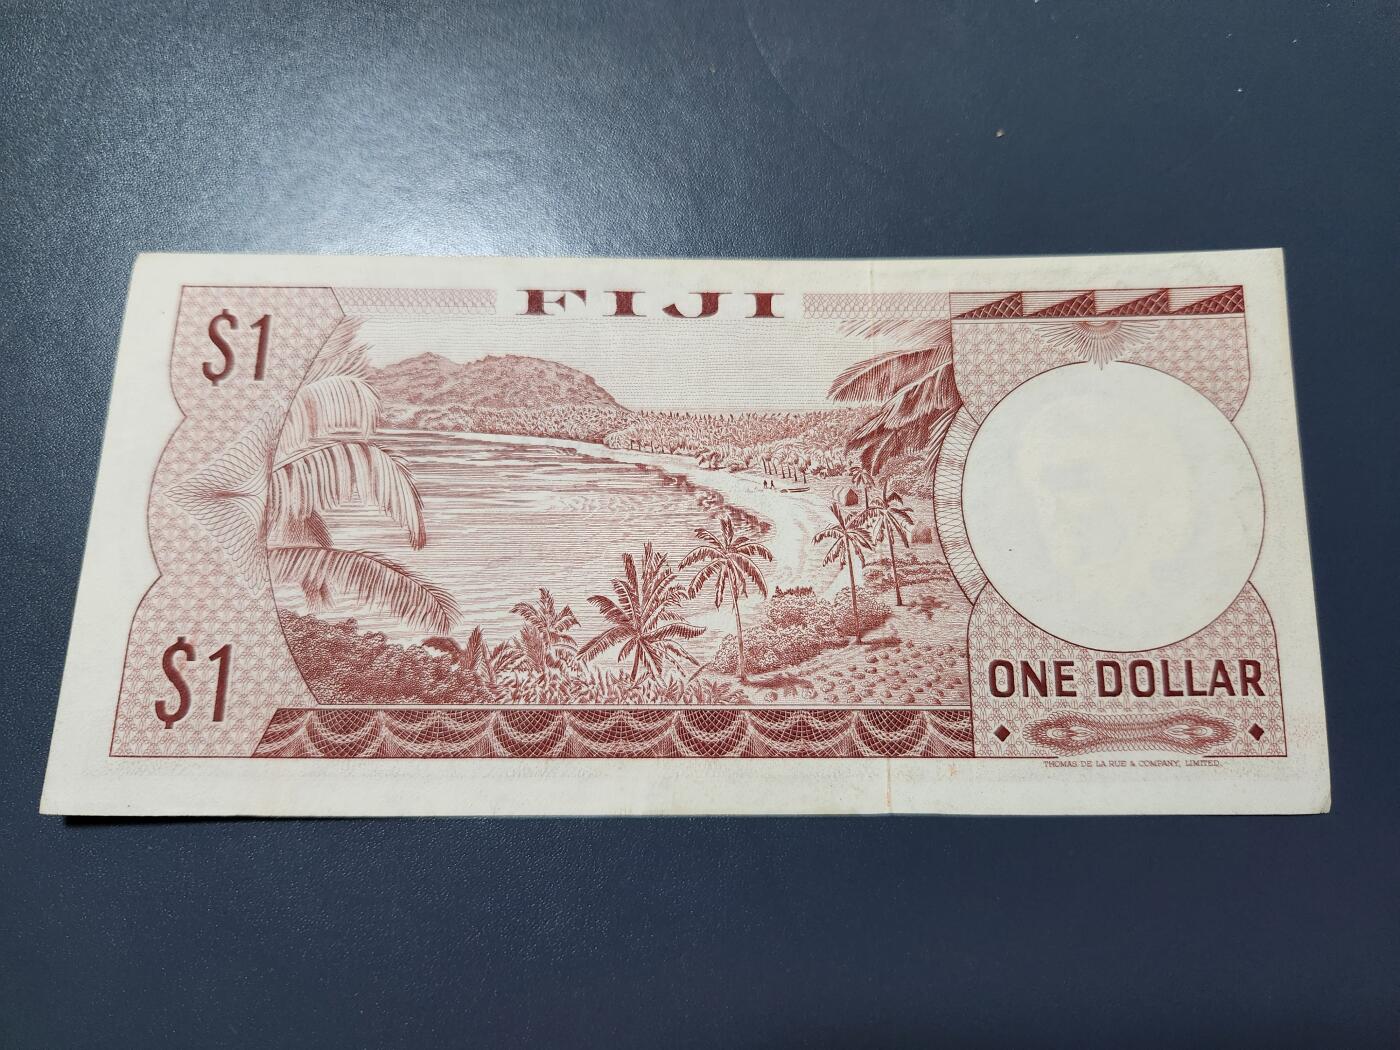 FIJI
$1
$1
ONE DOLLAR
THOMAS DE LA RUE & COMPANY, LIMITED.